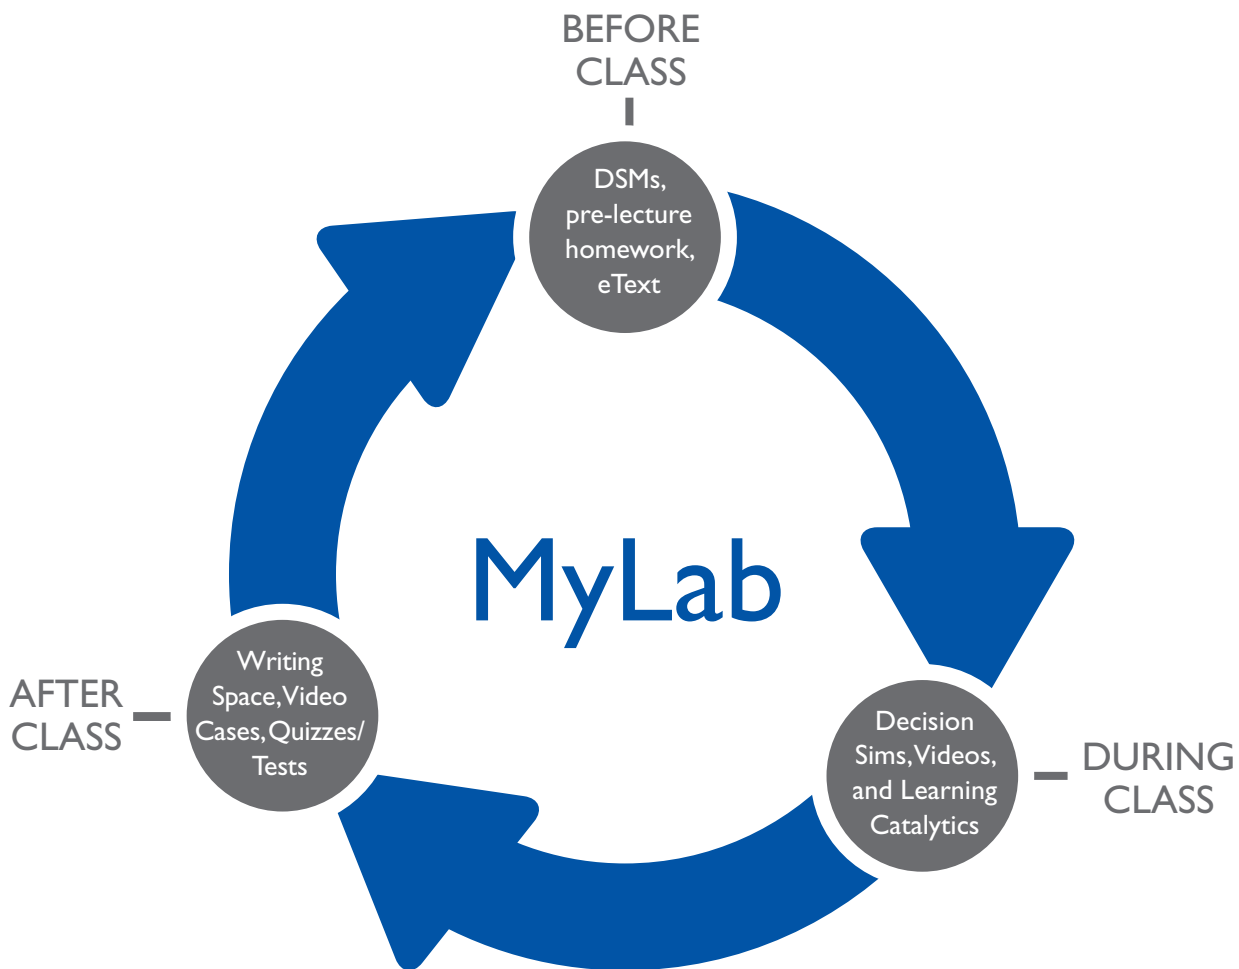 BEFORE
CLASS
DSMs,
pre-lecture
homework,
eText
MyLab
AFTER
CLASS
Writing
Space, Video
Cases, Quizzes/
Tests
Decision
Sims, Videos,
and Learning
Catalytics
DURING
CLASS